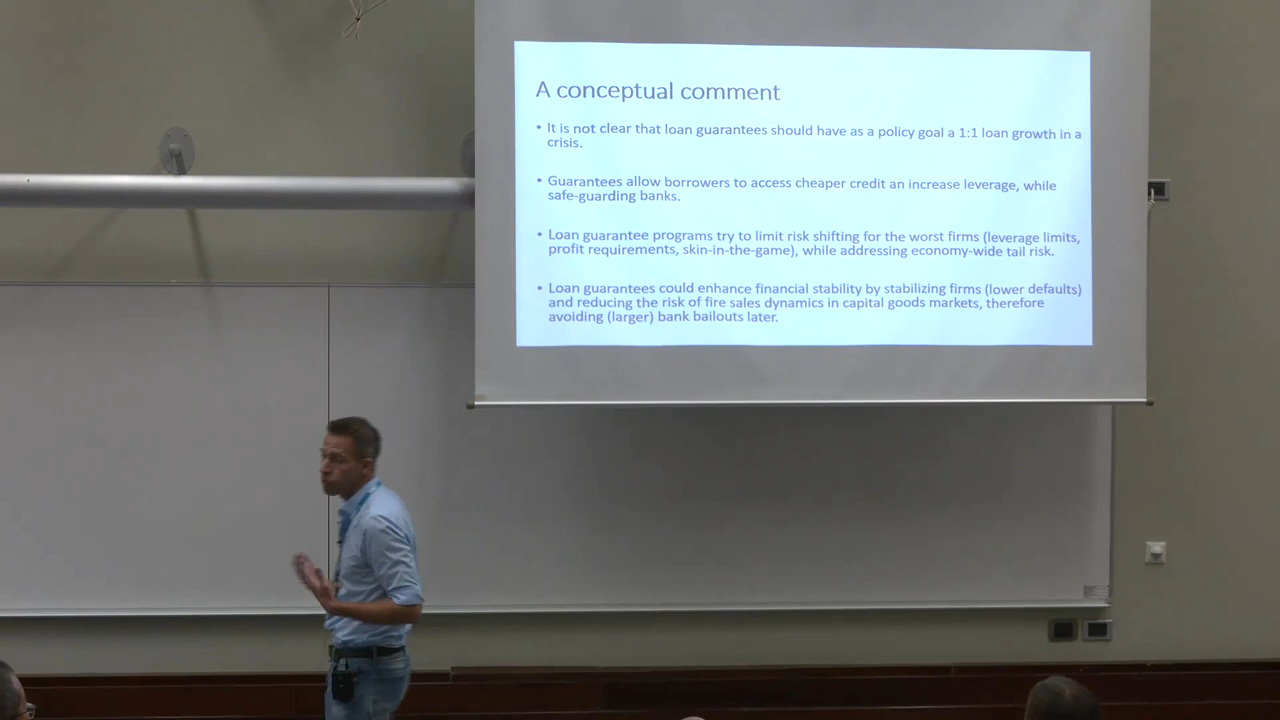 A conceptual comment
• It is not clear that loan guarantees should have as a policy goal a 1:1 loan growth in a
crisis.
• Guarantees allow borrowers to access cheaper credit an increase leverage, while
safe-guarding banks.
• Loan guarantee programs try to limit risk shifting for the worst firms (leverage limits,
profit requirements, skin-in-the-game), while addressing economy-wide tail risk.
• Loan guarantees could enhance financial stability by stabilizing firms (lower defaults)
and reducing the risk of fire sales dynamics in capital goods markets, therefore
avoiding (larger) bank bailouts later.